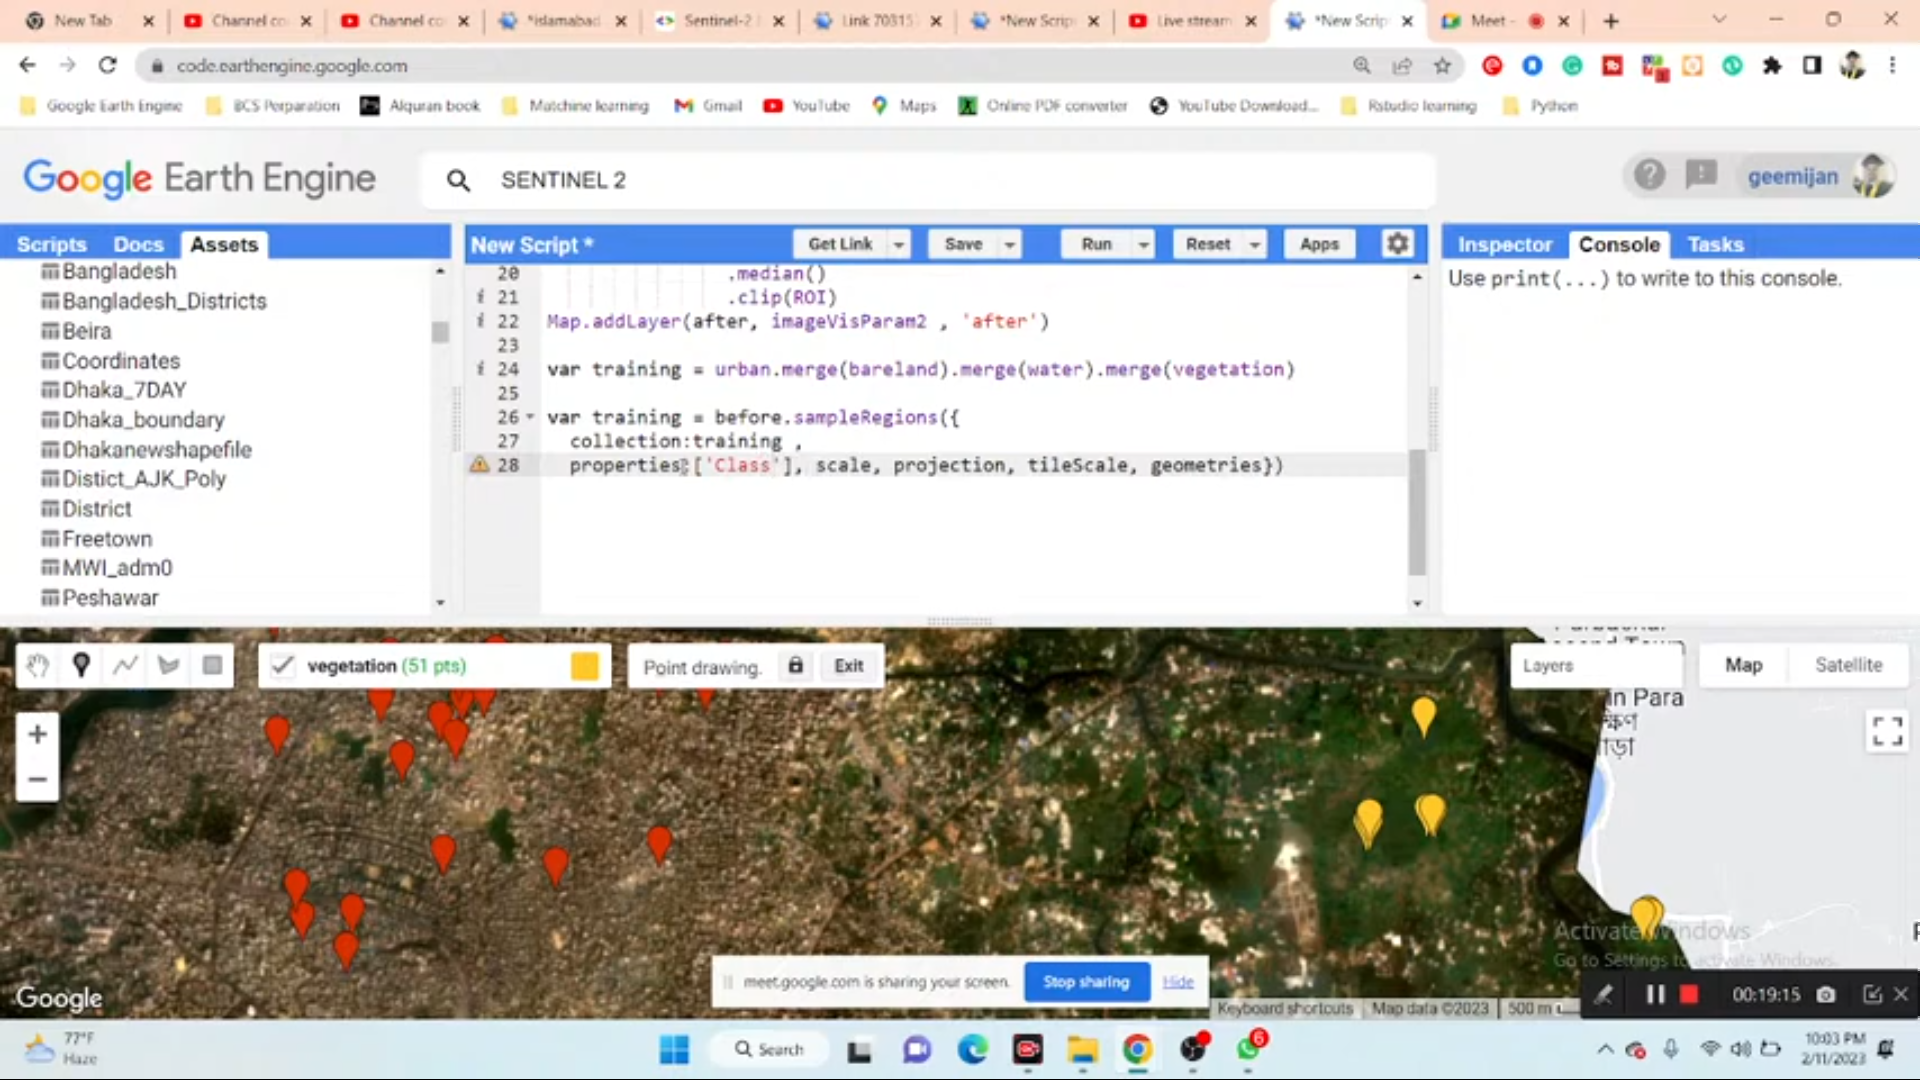 New Tab
Channel co
Channel co
*islamabad
Sentinel-2
Link 70315
*New Scrip
Live stream
*New Scrip
Meet -
code.earthengine.google.com
Google Earth Engine
BCS Perparation
Alquran book
Matchine learning
Gmail
YouTube
Maps
Online PDF converter
YouTube Download...
Rstudio learning
Python
Google Earth Engine
SENTINEL 2
geemijan
Scripts
Docs
Assets
Bangladesh
Bangladesh_Districts
Beira
Coordinates
Dhaka_7DAY
Dhaka_boundary
Dhakanewshapefile
Distict_AJK_Poly
District
Freetown
MWI_adm0
Peshawar
New Script *
Get Link
Save
Run
Reset
Apps
20 .median()
i 21 .clip(ROI)
i 22 Map.addLayer(after, imageVisParam2 , 'after')
23
i 24 var training = urban.merge(bareland).merge(water).merge(vegetation)
25
26 var training = before.sampleRegions({
27 collection:training ,
28 properties:['Class'], scale, projection, tileScale, geometries})
Inspector
Console
Tasks
Use print(...) to write to this console.
vegetation (51 pts)
Point drawing.
Exit
Layers
Map
Satellite
in Para
Activate Windows
Go to Settings to activate Windows.
meet.google.com is sharing your screen.
Stop sharing
Hide
Google
Keyboard shortcuts
Map data ©2023
500 m
00:19:15
77°F
Haze
Search
6
10:03 PM
2/11/2023